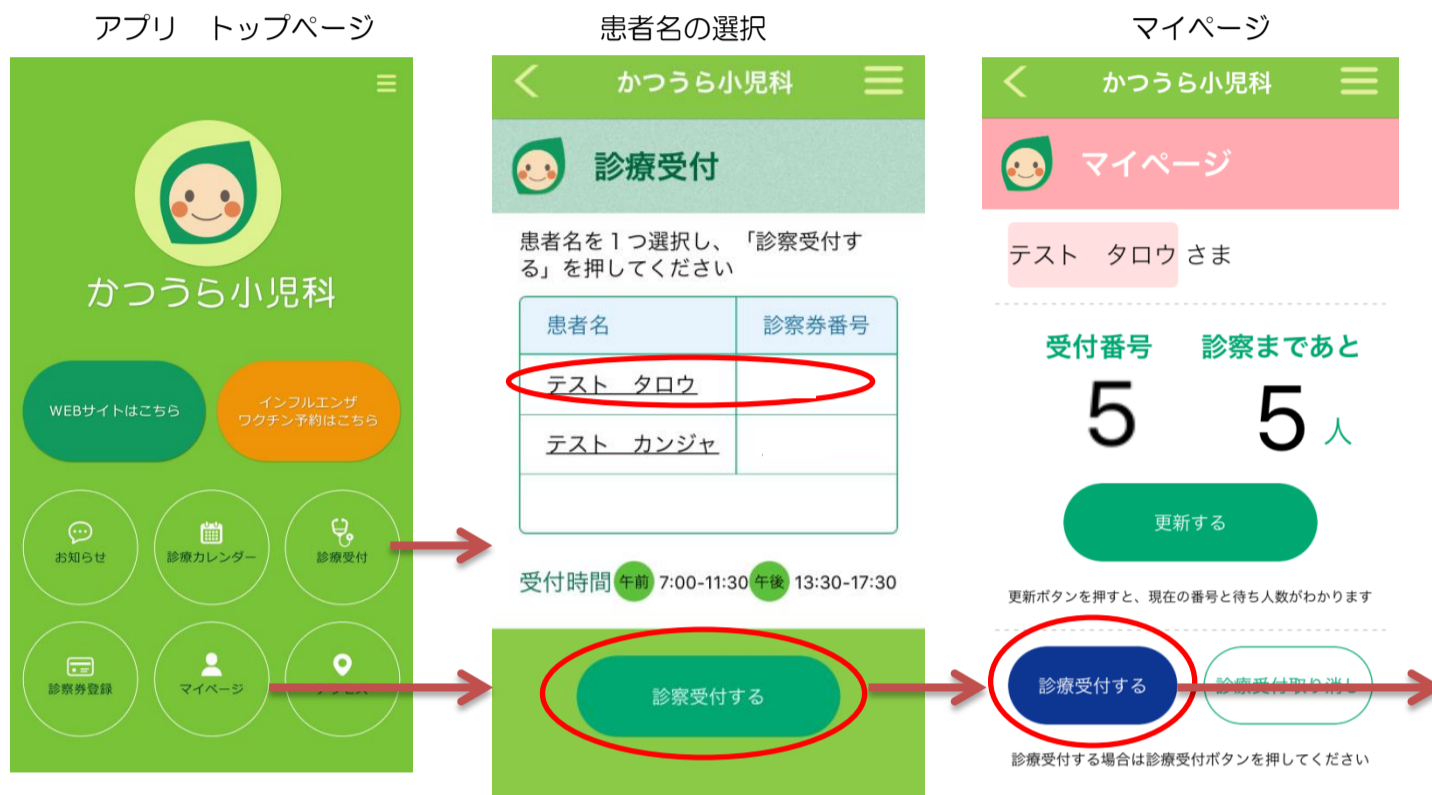 アプリ　トップページ
かつうら小児科
WEBサイトはこちら
インフルエンザ
ワクチン予約はこちら
お知らせ
診療カレンダー
診療受付
診察券登録
マイページ
患者名の選択
かつうら小児科
診療受付
患者名を1つ選択し、「診察受付す
る」を押してください
患者名 診察券番号
テスト　タロウ
テスト　カンジャ
受付時間 午前 7:00-11:30 午後 13:30-17:30
診察受付する
マイページ
かつうら小児科
マイページ
テスト　タロウ さま
受付番号 診察まであと
5 5 人
更新する
更新ボタンを押すと、現在の番号と待ち人数がわかります
診療受付する 診療受付取り消し
診療受付する場合は診療受付ボタンを押してください